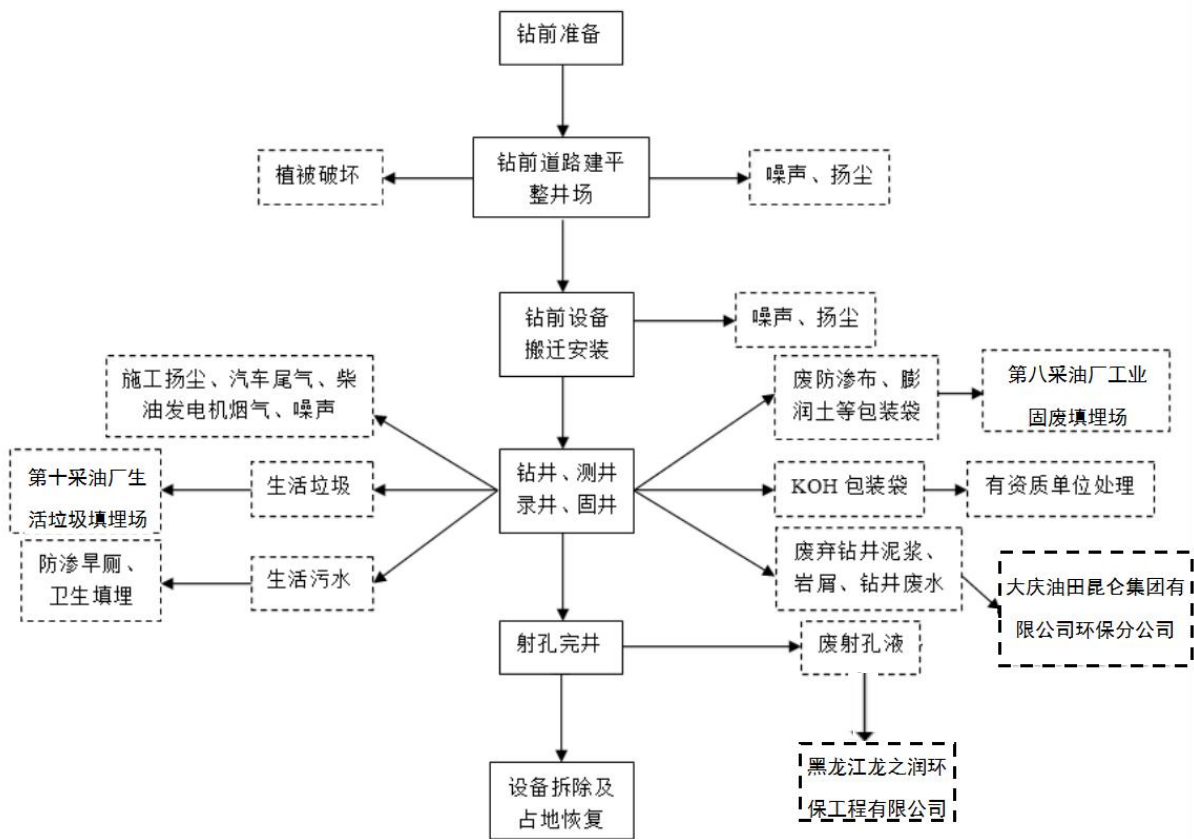 钻前准备
植被破坏
钻前道路建平
整井场
噪声、扬尘
钻前设备
搬迁安装
噪声、扬尘
施工扬尘、汽车尾气、柴
油发电机烟气、噪声
废防渗布、膨
润土等包装袋
第八采油厂工业
固废填埋场
第十采油厂生
活垃圾填埋场
生活垃圾
钻井、测井
录井、固井
KOH 包装袋
有资质单位处理
防渗旱厕、
卫生填埋
生活污水
废弃钻井泥浆、
岩屑、钻井废水
大庆油田昆仑集团有
限公司环保分公司
射孔完井
废射孔液
设备拆除及
占地恢复
黑龙江龙之润环
保工程有限公司